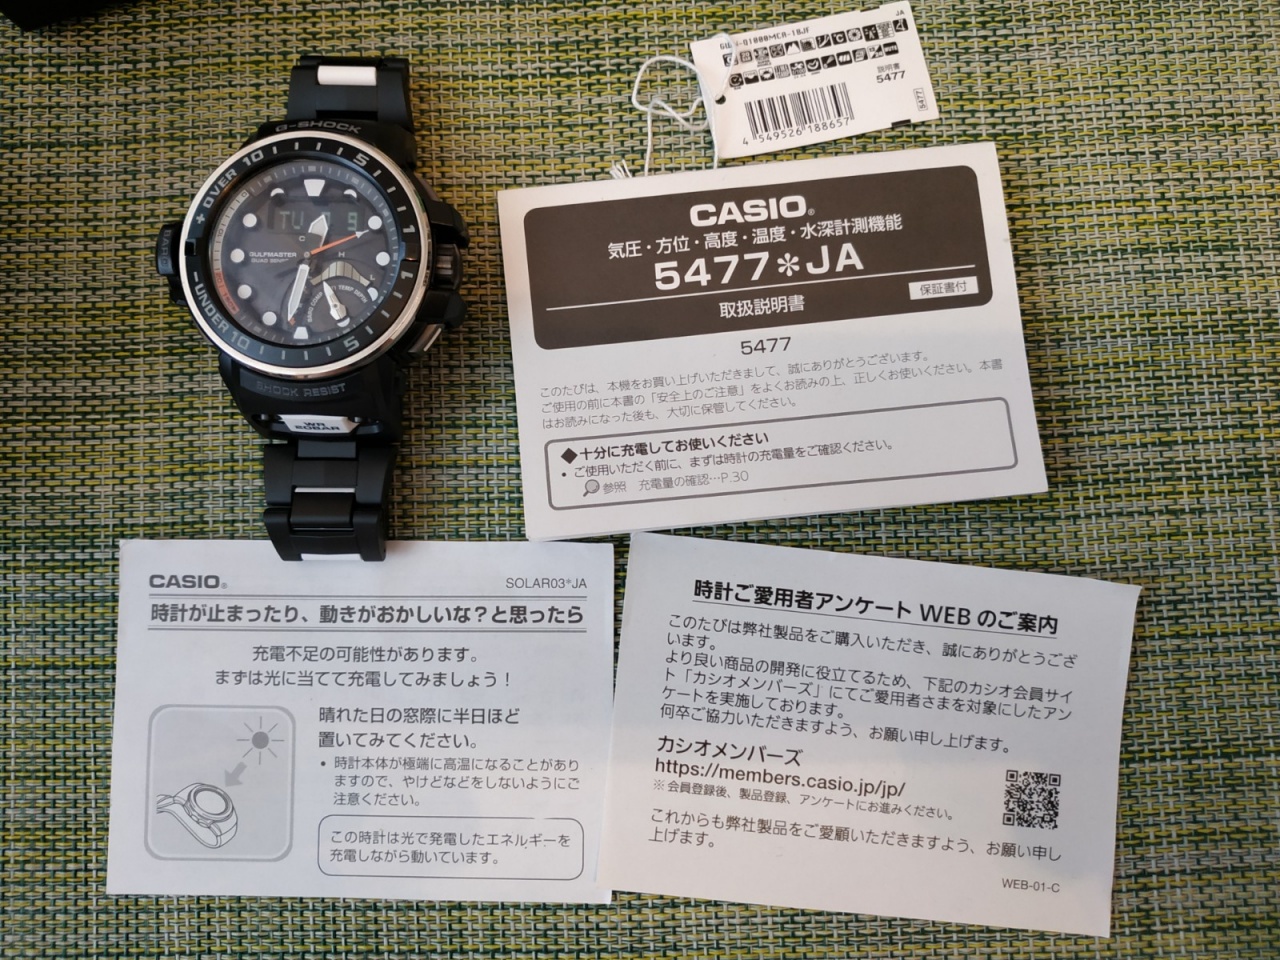 G-SHOCK
+ OVER 10 5 1
- UNDER 10 5 1
TU 9
GULFMASTER
QUAD SENSOR
H
L
TEMP
SHOCK RESIST
WR
20BAR
JA
GWN-Q1000MCA-1BJF
説明書
5477
5477
4 549526 188657
CASIO®
気圧・方位・高度・温度・水深計測機能
5477*JA
取扱説明書
保証書付
5477
このたびは、本機をお買い上げいただきまして、誠にありがとうございます。
ご使用の前に本書の「安全上のご注意」をよくお読みの上、正しくお使いください。本書
はお読みになった後も、大切に保管してください。
◆十分に充電してお使いください
• ご使用いただく前に、まずは時計の充電量をご確認ください。
参照 充電量の確認…P.30
CASIO®
SOLAR03*JA
時計が止まったり、動きがおかしいな?と思ったら
充電不足の可能性があります。
まずは光に当てて充電してみましょう!
晴れた日の窓際に半日ほど
置いてみてください。
• 時計本体が極端に高温になることがあり
ますので、やけどなどをしないようにご
注意ください。
この時計は光で発電したエネルギーを
充電しながら動いています。
時計ご愛用者アンケート WEB のご案内
このたびは弊社製品をご購入いただき、誠にありがとうござ
います。
より良い商品の開発に役立てるため、下記のカシオ会員サイ
ト「カシオメンバーズ」にてご愛用者さまを対象にしたアン
ケートを実施しております。
何卒ご協力いただきますよう、お願い申し上げます。
カシオメンバーズ
https://members.casio.jp/jp/
※ 会員登録後、製品登録、アンケートにお進みください。
これからも弊社製品をご愛顧いただきますよう、お願い申し
上げます。
WEB-01-C